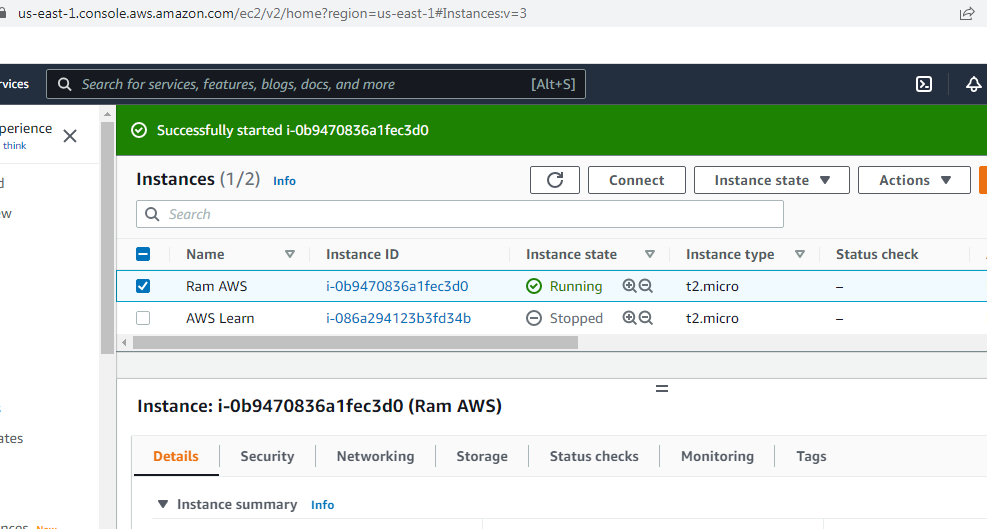 us-east-1.console.aws.amazon.com/ec2/v2/home?region=us-east-1#Instances:v=3
rvices
Search for services, features, blogs, docs, and more [Alt+S]
perience
think
Successfully started i-0b9470836a1fec3d0
Instances (1/2) Info
Connect
Instance state
Actions
Search
Name Instance ID Instance state Instance type Status check
Ram AWS i-0b9470836a1fec3d0 Running t2.micro –
AWS Learn i-086a294123b3fd34b Stopped t2.micro –
Instance: i-0b9470836a1fec3d0 (Ram AWS)
ates
Details Security Networking Storage Status checks Monitoring Tags
Instance summary Info
nces New